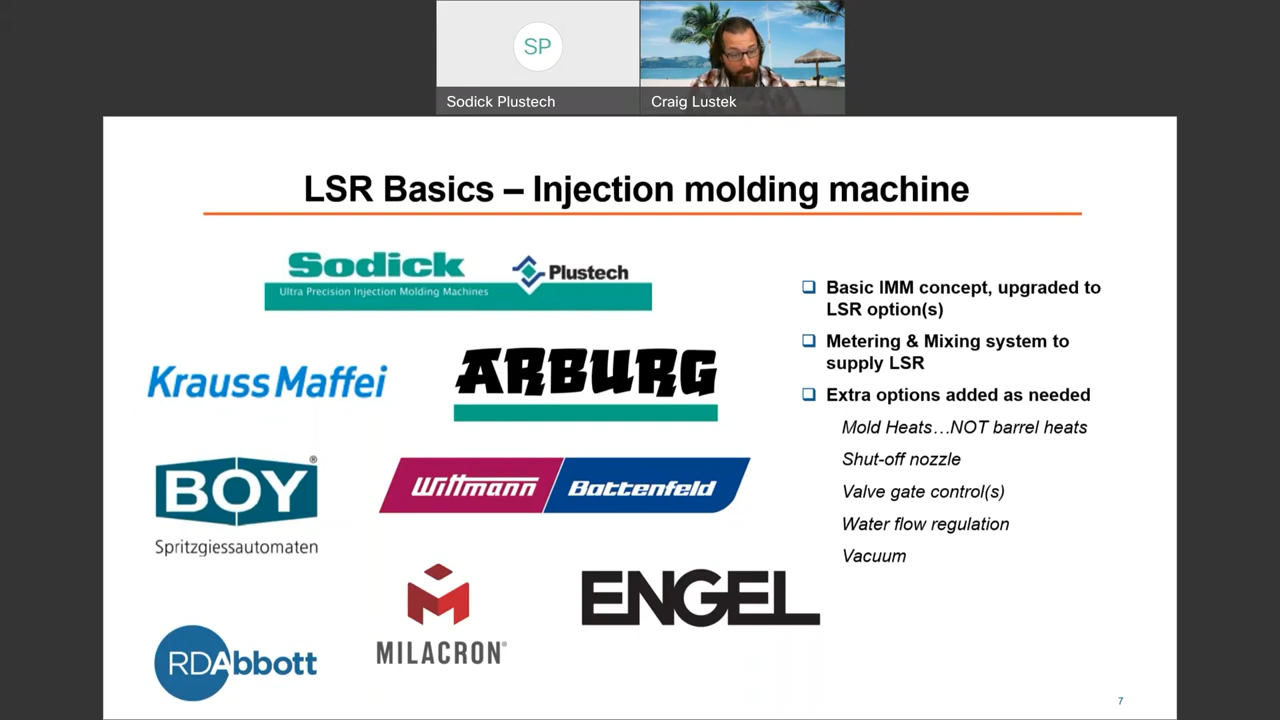 SP
Sodick Plustech
Craig Lustek
LSR Basics – Injection molding machine
Sodick
Plustech
Ultra Precision Injection Molding Machines
Krauss Maffei
ARBURG
BOY®
Spritzgiessautomaten
Wittmann
Battenfeld
MILACRON®
ENGEL
RDAbbott
Basic IMM concept, upgraded to
LSR option(s)
Metering & Mixing system to
supply LSR
Extra options added as needed
Mold Heats…NOT barrel heats
Shut-off nozzle
Valve gate control(s)
Water flow regulation
Vacuum
7